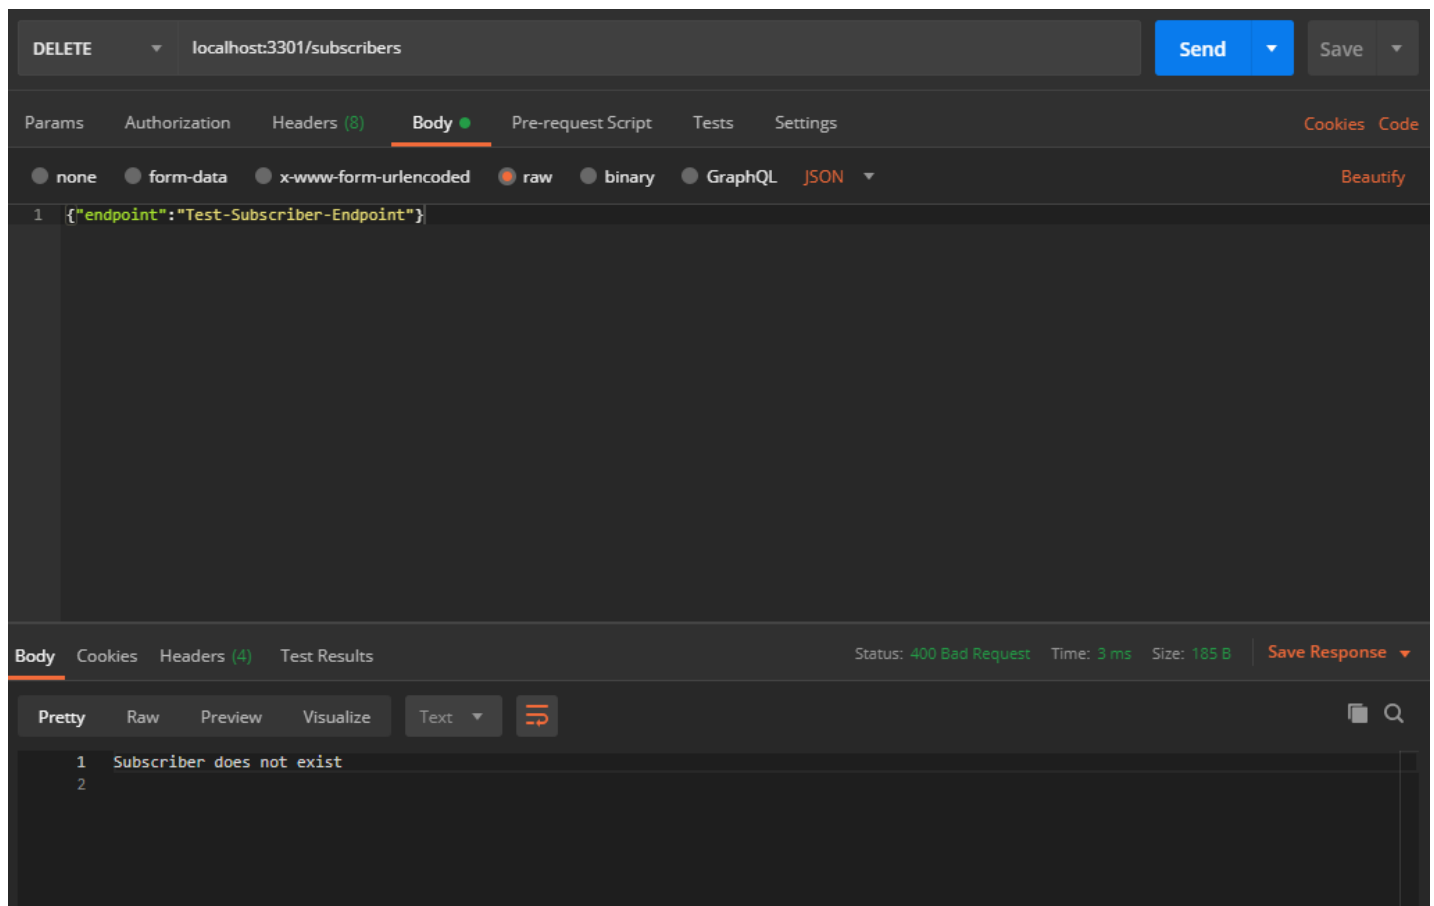 DELETE localhost:3301/subscribers Send Save
Params Authorization Headers (8) Body Pre-request Script Tests Settings Cookies Code
none form-data x-www-form-urlencoded raw binary GraphQL JSON Beautify
1 {"endpoint":"Test-Subscriber-Endpoint"}
Body Cookies Headers (4) Test Results Status: 400 Bad Request Time: 3 ms Size: 185 B Save Response
Pretty Raw Preview Visualize Text
1 Subscriber does not exist
2